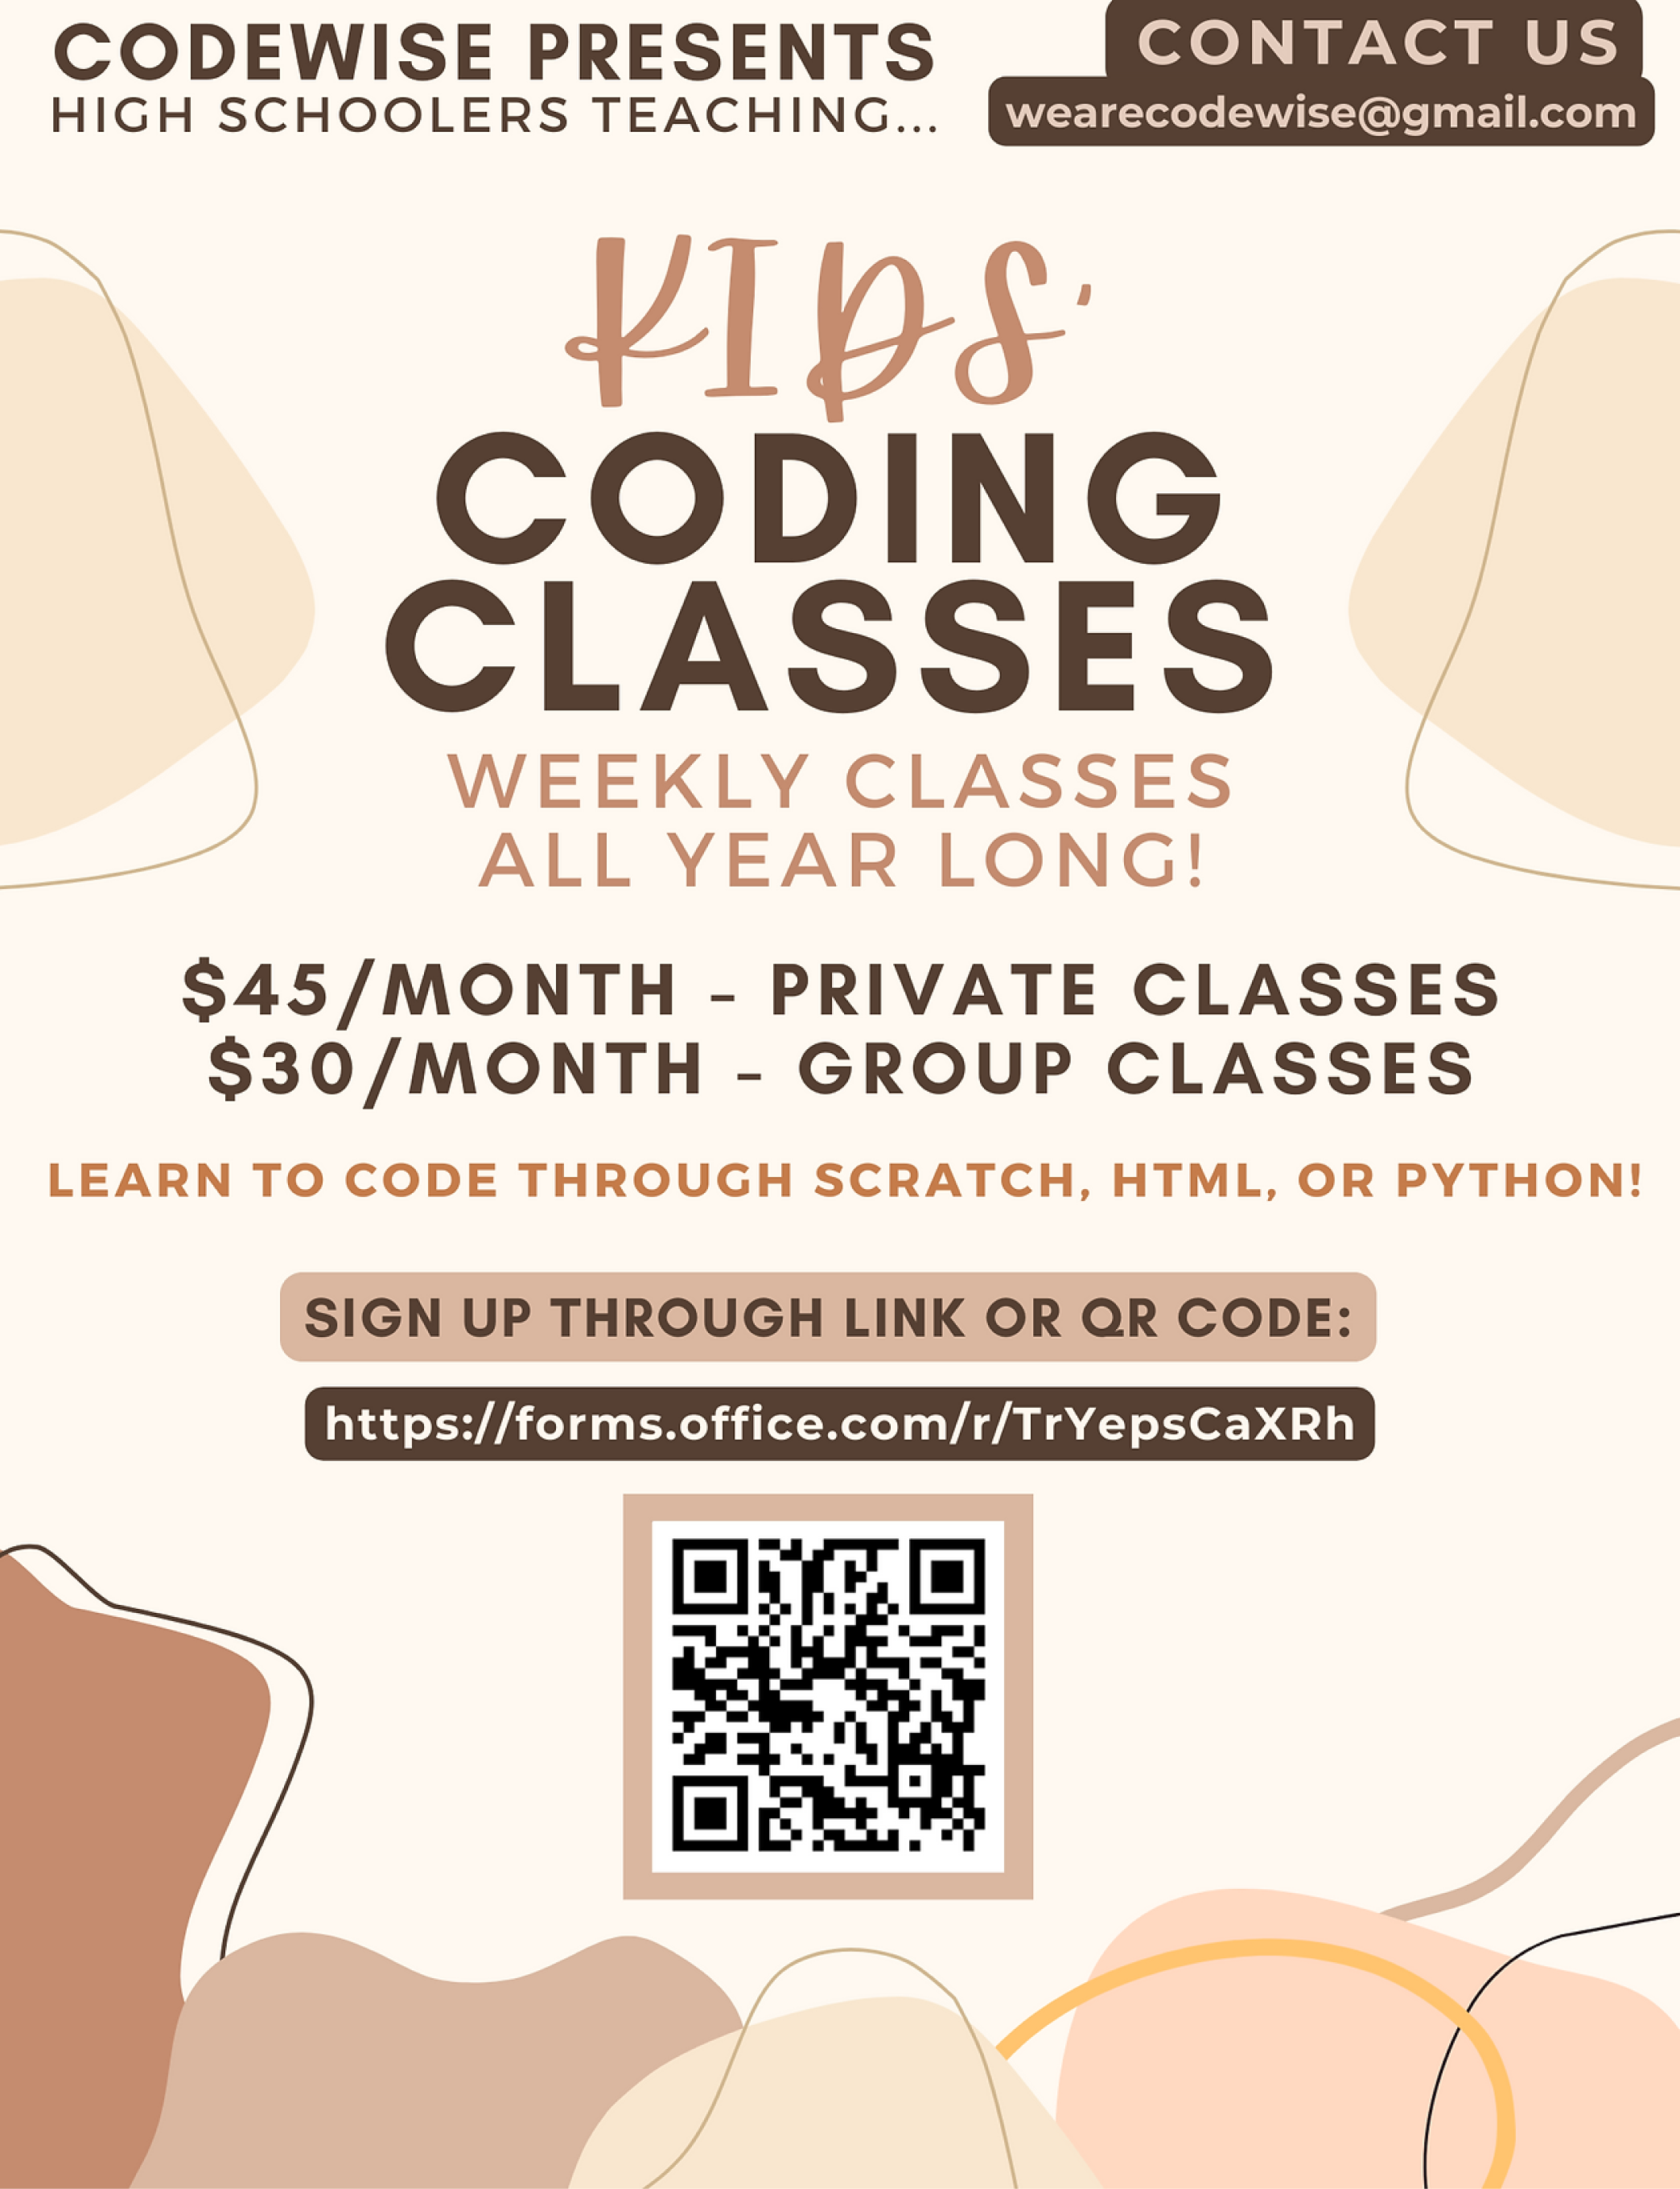 CODEWISE PRESENTS
HIGH SCHOOLERS TEACHING...
CONTACT US
wearecodewise@gmail.com
KIDS'
CODING
CLASSES
WEEKLY CLASSES
ALL YEAR LONG!
$45/MONTH - PRIVATE CLASSES
$30/MONTH - GROUP CLASSES
LEARN TO CODE THROUGH SCRATCH, HTML, OR PYTHON!
SIGN UP THROUGH LINK OR QR CODE:
https://forms.office.com/r/TrYepsCaXRh